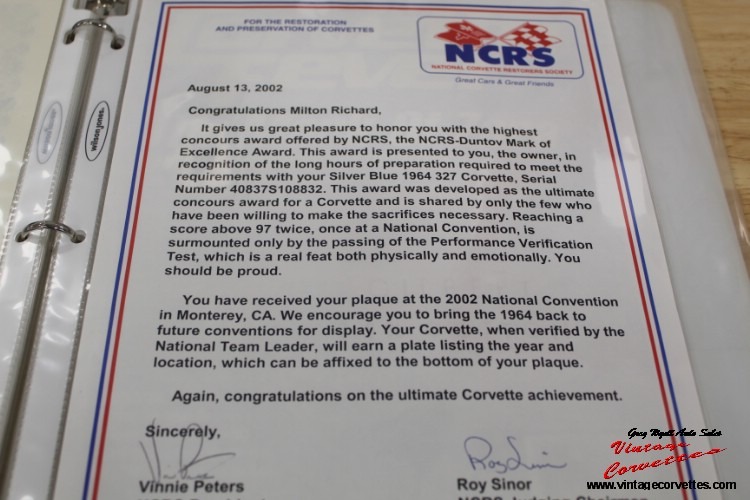 FOR THE RESTORATION
AND PRESERVATION OF CORVETTES
NCRS
NATIONAL CORVETTE RESTORERS SOCIETY
Great Cars & Great Friends
August 13, 2002
Congratulations Milton Richard,
It gives us great pleasure to honor you with the highest
concours award offered by NCRS, the NCRS-Duntov Mark of
Excellence Award. This award is presented to you, the owner, in
recognition of the long hours of preparation required to meet the
requirements with your Silver Blue 1964 327 Corvette, Serial
Number 40837S108832. This award was developed as the ultimate
concours award for a Corvette and is shared by only the few who
have been willing to make the sacrifices necessary. Reaching a
score above 97 twice, once at a National Convention, is
surmounted only by the passing of the Performance Verification
Test, which is a real feat both physically and emotionally. You
should be proud.
You have received your plaque at the 2002 National Convention
in Monterey, CA. We encourage you to bring the 1964 back to
future conventions for display. Your Corvette, when verified by the
National Team Leader, will earn a plate listing the year and
location, which can be affixed to the bottom of your plaque.
Again, congratulations on the ultimate Corvette achievement.
Sincerely,
Roy Sinor
Vinnie Peters
Roy Sinor
NCRS Judging Chairman
wilson jones
Greg Wyatt Auto Sales
Vintage
Corvettes
www.vintagecorvettes.com